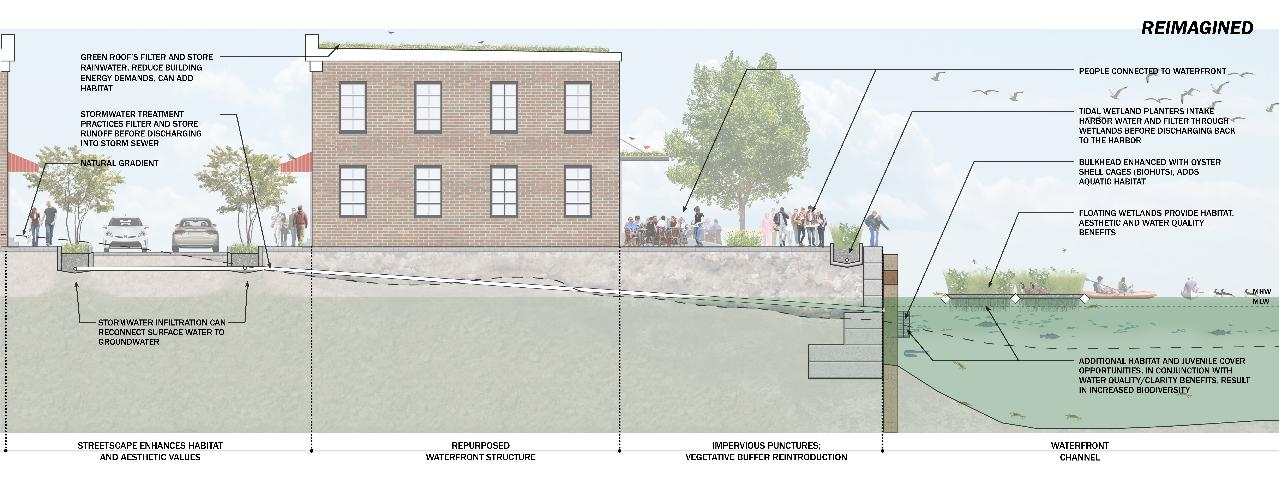 REIMAGINED
GREEN ROOF'S FILTER AND STORE
RAINWATER, REDUCE BUILDING
ENERGY DEMANDS, CAN ADD
HABITAT
STORMWATER TREATMENT
PRACTICES FILTER AND STORE
RUNOFF BEFORE DISCHARGING
INTO STORM SEWER
NATURAL GRADIENT
STORMWATER INFILTRATION CAN
RECONNECT SURFACE WATER TO
GROUNDWATER
PEOPLE CONNECTED TO WATERFRONT
TIDAL WETLAND PLANTERS INTAKE
HARBOR WATER AND FILTER THROUGH
WETLANDS BEFORE DISCHARGING BACK
TO THE HARBOR
BULKHEAD ENHANCED WITH OYSTER
SHELL CAGES (BIOHUTS), ADDS
AQUATIC HABITAT
FLOATING WETLANDS PROVIDE HABITAT,
AESTHETIC AND WATER QUALITY
BENEFITS
MHW
MLW
ADDITIONAL HABITAT AND JUVENILE COVER
OPPORTUNITIES, IN CONJUNCTION WITH
WATER QUALITY/CLARITY BENEFITS, RESULT
IN INCREASED BIODIVERSITY
STREETSCAPE ENHANCES HABITAT
AND AESTHETIC VALUES
REPURPOSED
WATERFRONT STRUCTURE
IMPERVIOUS PUNCTURES;
VEGETATIVE BUFFER REINTRODUCTION
WATERFRONT
CHANNEL